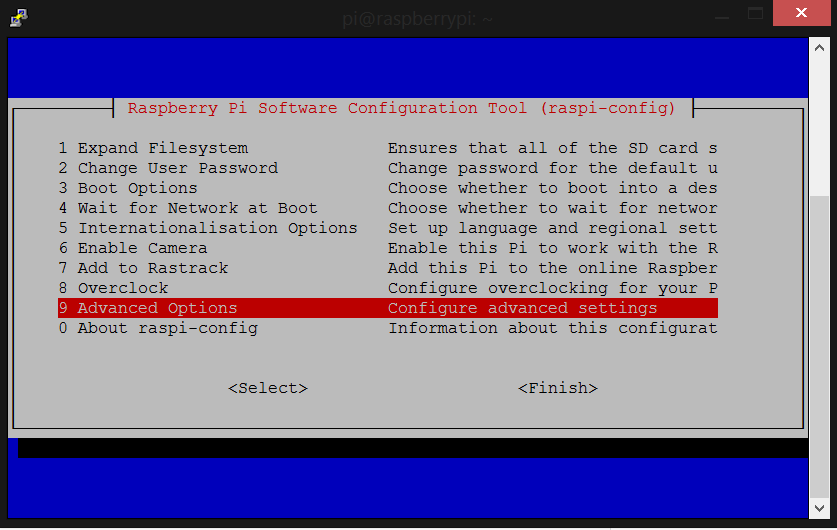 pi@raspberrypi: ~
Raspberry Pi Software Configuration Tool (raspi-config)
1 Expand Filesystem Ensures that all of the SD card s
2 Change User Password Change password for the default u
3 Boot Options Choose whether to boot into a des
4 Wait for Network at Boot Choose whether to wait for networ
5 Internationalisation Options Set up language and regional sett
6 Enable Camera Enable this Pi to work with the R
7 Add to Rastrack Add this Pi to the online Raspber
8 Overclock Configure overclocking for your P
9 Advanced Options Configure advanced settings
0 About raspi-config Information about this configurat
<Select> <Finish>